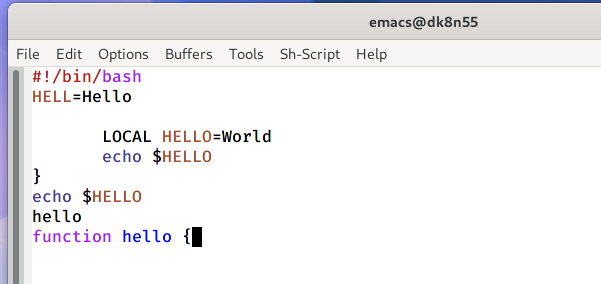 emacs@dk8n55
File Edit Options Buffers Tools Sh-Script Help
#!/bin/bash
HELL=Hello
LOCAL HELLO=World
echo $HELLO
}
echo $HELLO
hello
function hello {